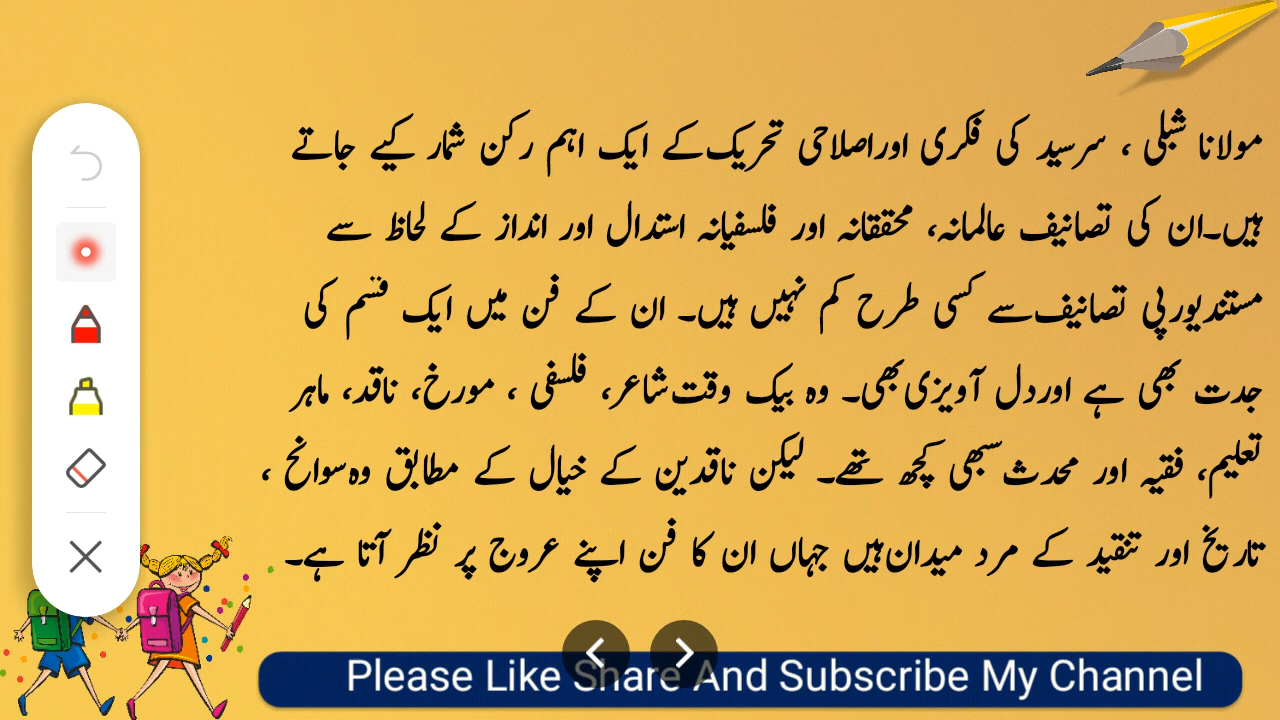 مولانا شبلی ، سرسید کی فکری اوراصلاحی تحریک کے ایک اہم رکن شمار کیے جاتے
ہیں۔ان کی تصانیف عالمانہ، محققانہ اور فلسفیانہ استدال اور انداز کے لحاظ سے
مستندیورپی تصانیف سے کسی طرح کم نہیں ہیں۔ ان کے فن میں ایک قسم کی
جدت بھی ہے اوردل آویزی بھی۔ وہ بیک وقت شاعر، فلسفی ، مورخ، ناقد، ماہر
تعلیم، فقیہ اور محدث سبھی کچھ تھے۔ لیکن ناقدین کے خیال کے مطابق وہ سوانح ،
تاریخ اور تنقید کے مرد میدان ہیں جہاں ان کا فن اپنے عروج پر نظر آتا ہے۔
Please Like Share And Subscribe My Channel